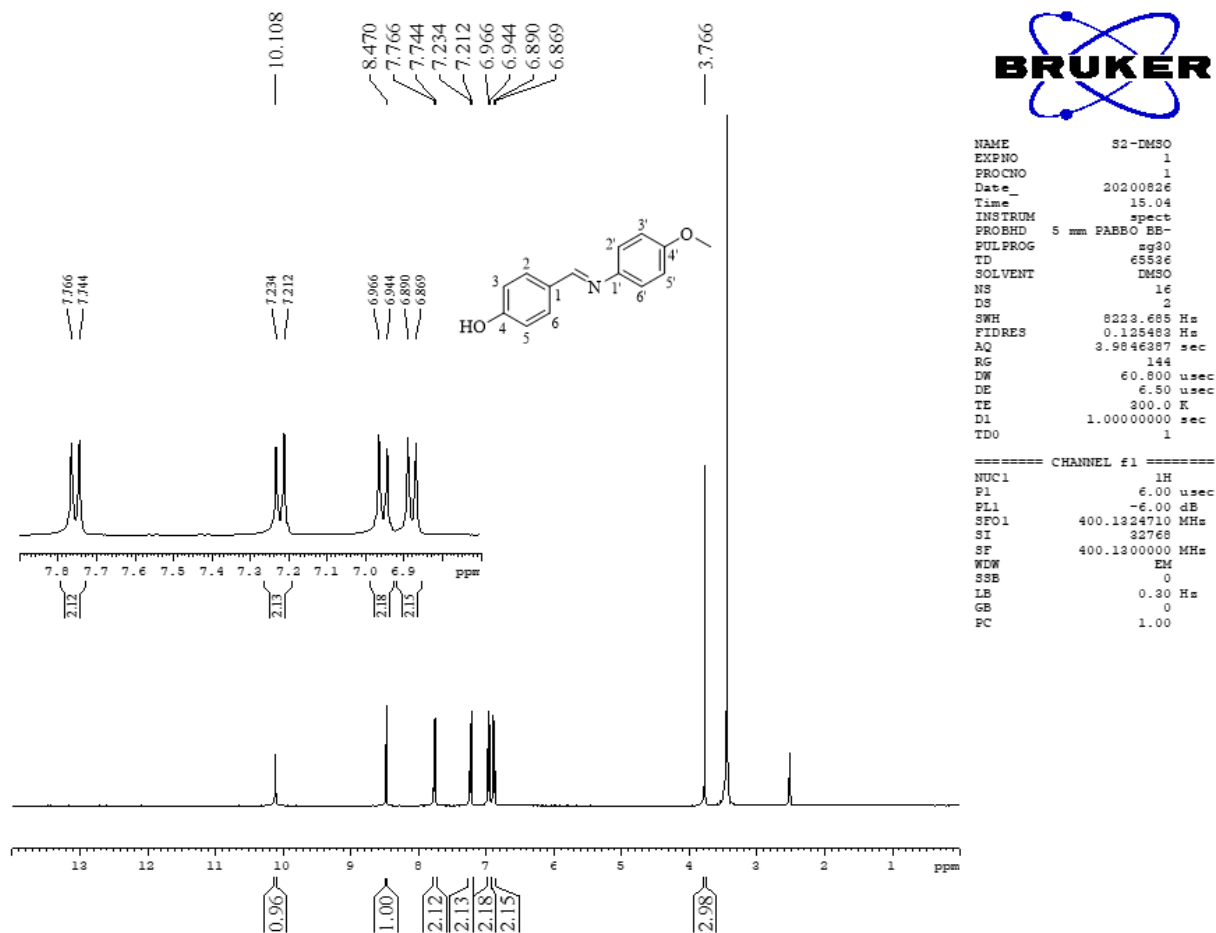 10.108
8.470
7.766
7.744
7.234
7.212
6.966
6.944
6.890
6.869
3.766
BRUKER
NAME S2-DMSO
EXPNO 1
PROCNO 1
Date_ 20200826
Time 15.04
INSTRUM spect
PROBHD 5 mm PABBO BB-
PULPROG zg30
TD 65536
SOLVENT DMSO
NS 16
DS 2
SWH 8223.685 Hz
FIDRES 0.125483 Hz
AQ 3.9846387 sec
RG 144
DW 60.800 usec
DE 6.50 usec
TE 300.0 K
D1 1.00000000 sec
TD0 1
======== CHANNEL f1 ========
NUC1 1H
P1 6.00 usec
PL1 -6.00 dB
SFO1 400.1324710 MHz
SI 32768
SF 400.1300000 MHz
WDW EM
SSB 0
LB 0.30 Hz
GB 0
PC 1.00
3'
2' O
4'
2 N 1' 5'
3 1 6'
HO 4 6
5
7.766
7.744
7.234
7.212
6.966
6.944
6.890
6.869
7.8 7.7 7.6 7.5 7.4 7.3 7.2 7.1 7.0 6.9 ppm
2.12 2.13 2.18 2.15
13 12 11 10 9 8 7 6 5 4 3 2 1 ppm
0.96 1.00 2.12 2.13 2.18 2.15 2.98